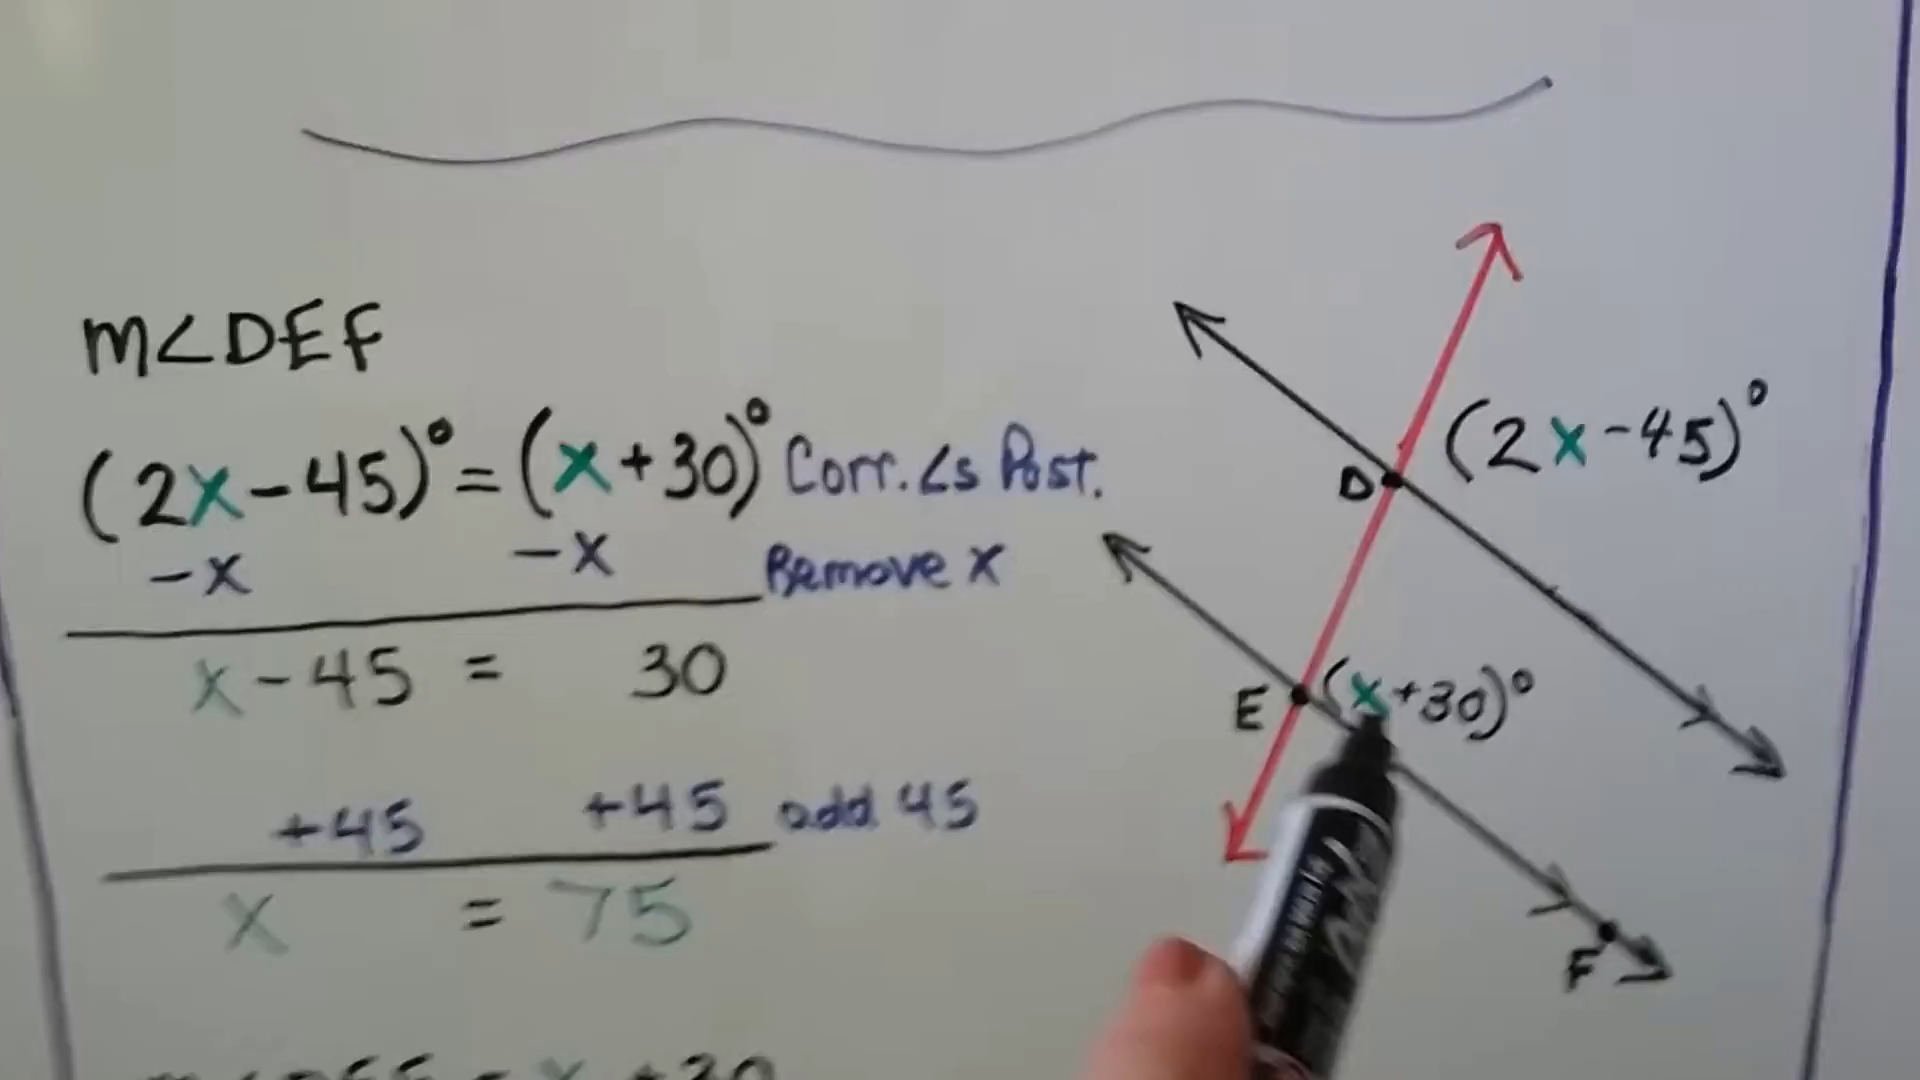 m∠DEF
(2x-45)° = (x+30)° Corr. ∠s Post.
-x -x Remove x
x-45 = 30
+45 +45 add 45
x = 75
D (2x-45)°
E (x+30)°
F